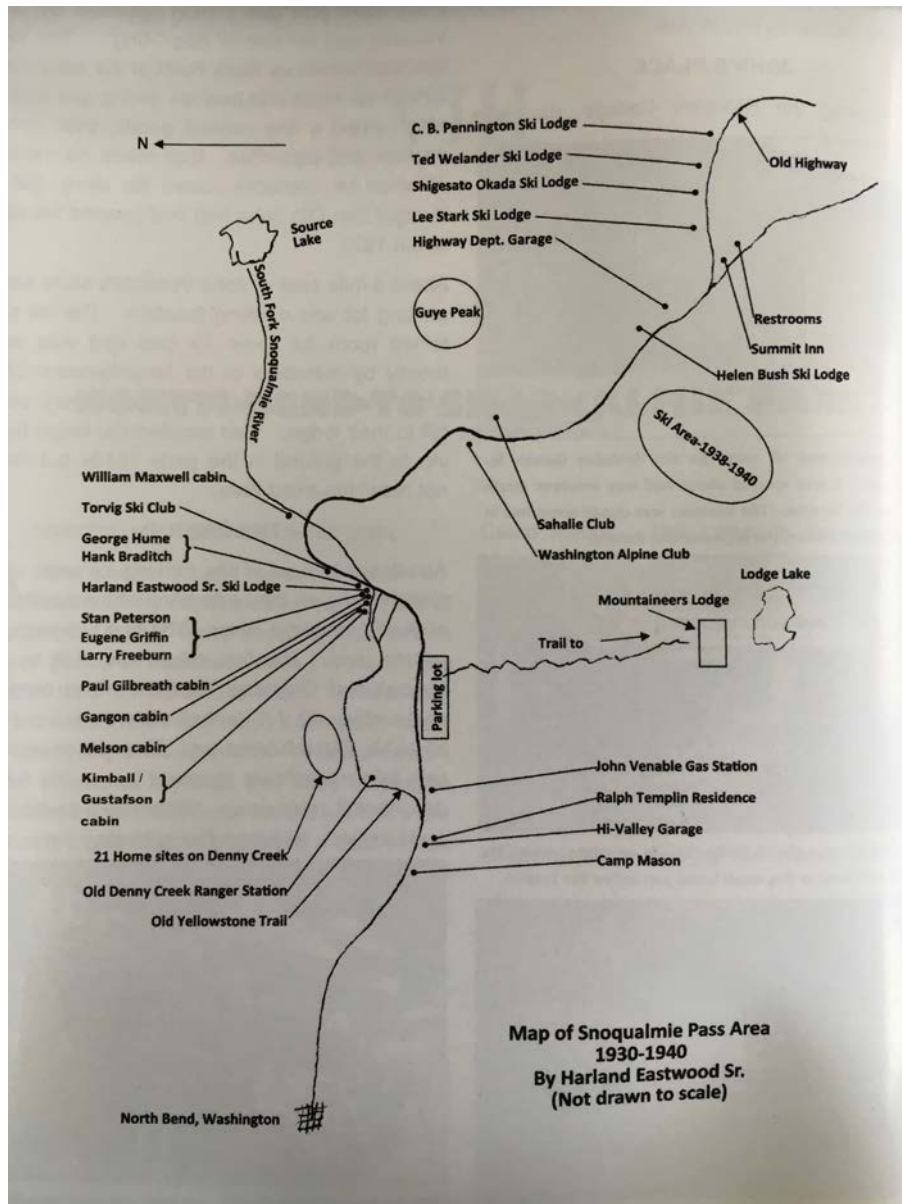 C. B. Pennington Ski Lodge
Old Highway
N
Ted Welander Ski Lodge
Shigesato Okada Ski Lodge
Lee Stark Ski Lodge
Source
Lake
Highway Dept. Garage
South Fork Snoqualmie River
Guye Peak
Restrooms
Summit Inn
Helen Bush Ski Lodge
Ski Area-1938-1940
William Maxwell cabin
Torvig Ski Club
Sahalie Club
George Hume
Hank Braditch
Washington Alpine Club
Harland Eastwood Sr. Ski Lodge
Lodge Lake
Mountaineers Lodge
Stan Peterson
Eugene Griffin
Larry Freeburn
Trail to
Paul Gilbreath cabin
Parking lot
Gangon cabin
Melson cabin
John Venable Gas Station
Kimball /
Gustafson
cabin
Ralph Templin Residence
Hi-Valley Garage
21 Home sites on Denny Creek
Camp Mason
Old Denny Creek Ranger Station
Old Yellowstone Trail
Map of Snoqualmie Pass Area
1930-1940
By Harland Eastwood Sr.
(Not drawn to scale)
North Bend, Washington